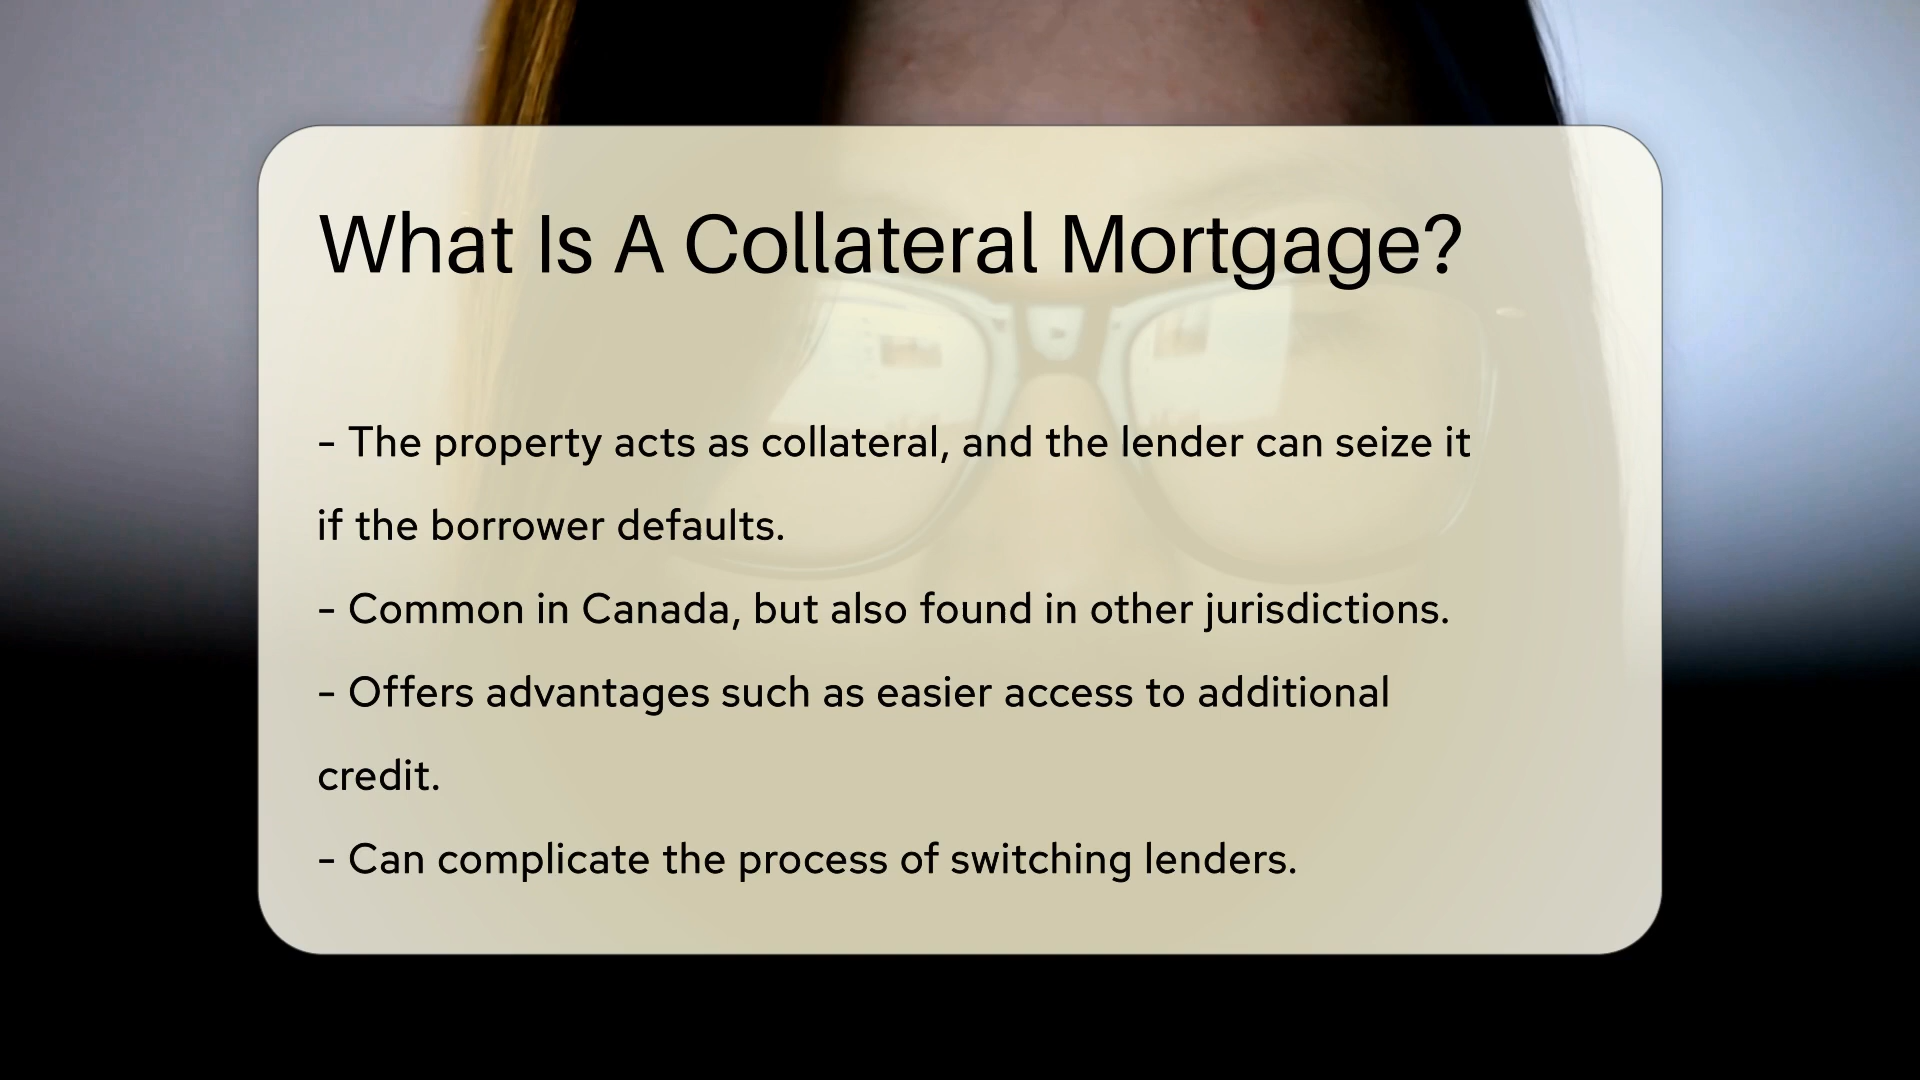 What Is A Collateral Mortgage?
- The property acts as collateral, and the lender can seize it
if the borrower defaults.
- Common in Canada, but also found in other jurisdictions.
- Offers advantages such as easier access to additional
credit.
- Can complicate the process of switching lenders.